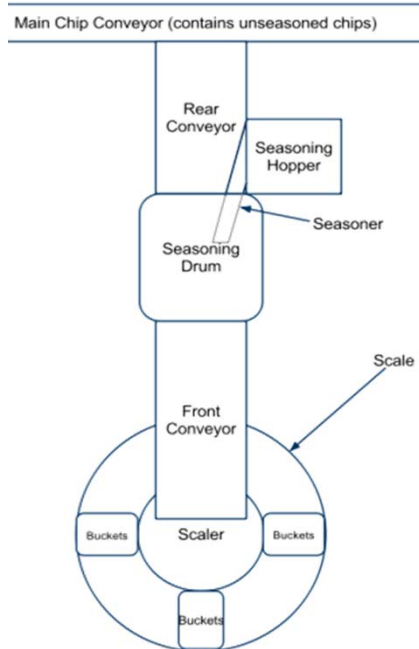 Main Chip Conveyor (contains unseasoned chips)
Rear
Conveyor
Seasoning
Hopper
Seasoner
Seasoning
Drum
Scale
Front
Conveyor
Buckets
Scaler
Buckets
Buckets